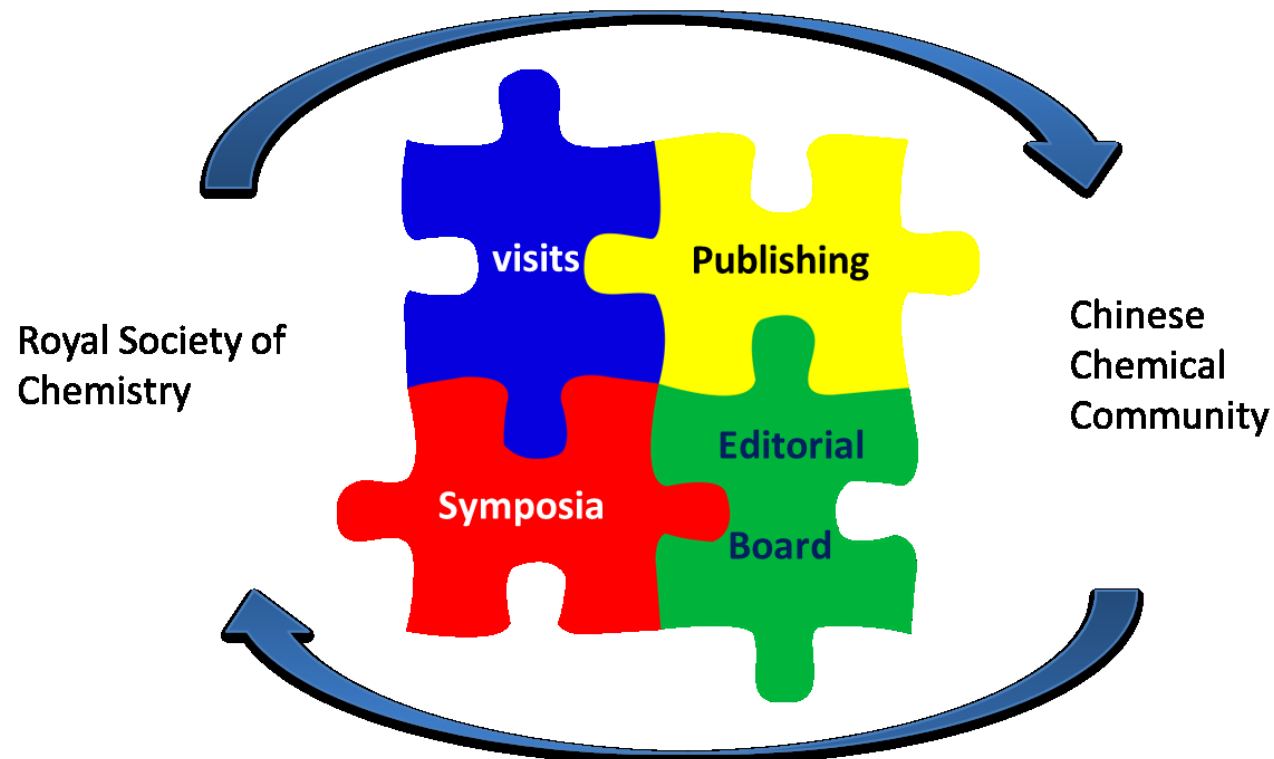 visits
Publishing
Royal Society of
Chemistry
Chinese
Chemical
Community
Editorial
Board
Symposia